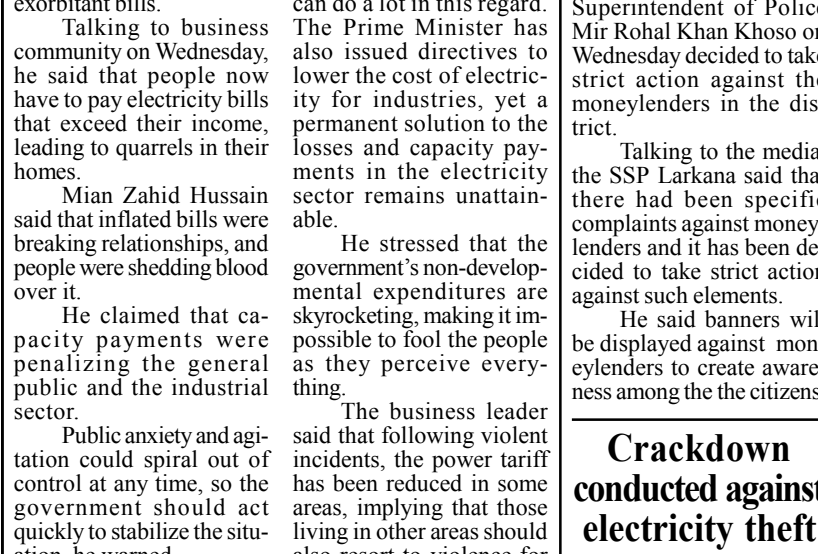 exorbitant bills.
Talking to business
community on Wednesday,
he said that people now
have to pay electricity bills
that exceed their income,
leading to quarrels in their
homes.
Mian Zahid Hussain
said that inflated bills were
breaking relationships, and
people were shedding blood
over it.
He claimed that ca-
pacity payments were
penalizing the general
public and the industrial
sector.
Public anxiety and agi-
tation could spiral out of
control at any time, so the
government should act
quickly to stabilize the situ-
ation, he warned.
can do a lot in this regard.
The Prime Minister has
also issued directives to
lower the cost of electric-
ity for industries, yet a
permanent solution to the
losses and capacity pay-
ments in the electricity
sector remains unattain-
able.
He stressed that the
government's non-develop-
mental expenditures are
skyrocketing, making it im-
possible to fool the people
as they perceive every-
thing.
The business leader
said that following violent
incidents, the power tariff
has been reduced in some
areas, implying that those
living in other areas should
also resort to violence for
Superintendent of Police
Mir Rohal Khan Khoso on
Wednesday decided to take
strict action against the
moneylenders in the dis
trict.
Talking to the media,
the SSP Larkana said that
there had been specific
complaints against money
lenders and it has been de
cided to take strict action
against such elements.
He said banners will
be displayed against mon
eylenders to create aware
ness among the the citizens
Crackdown
conducted against
electricity theft